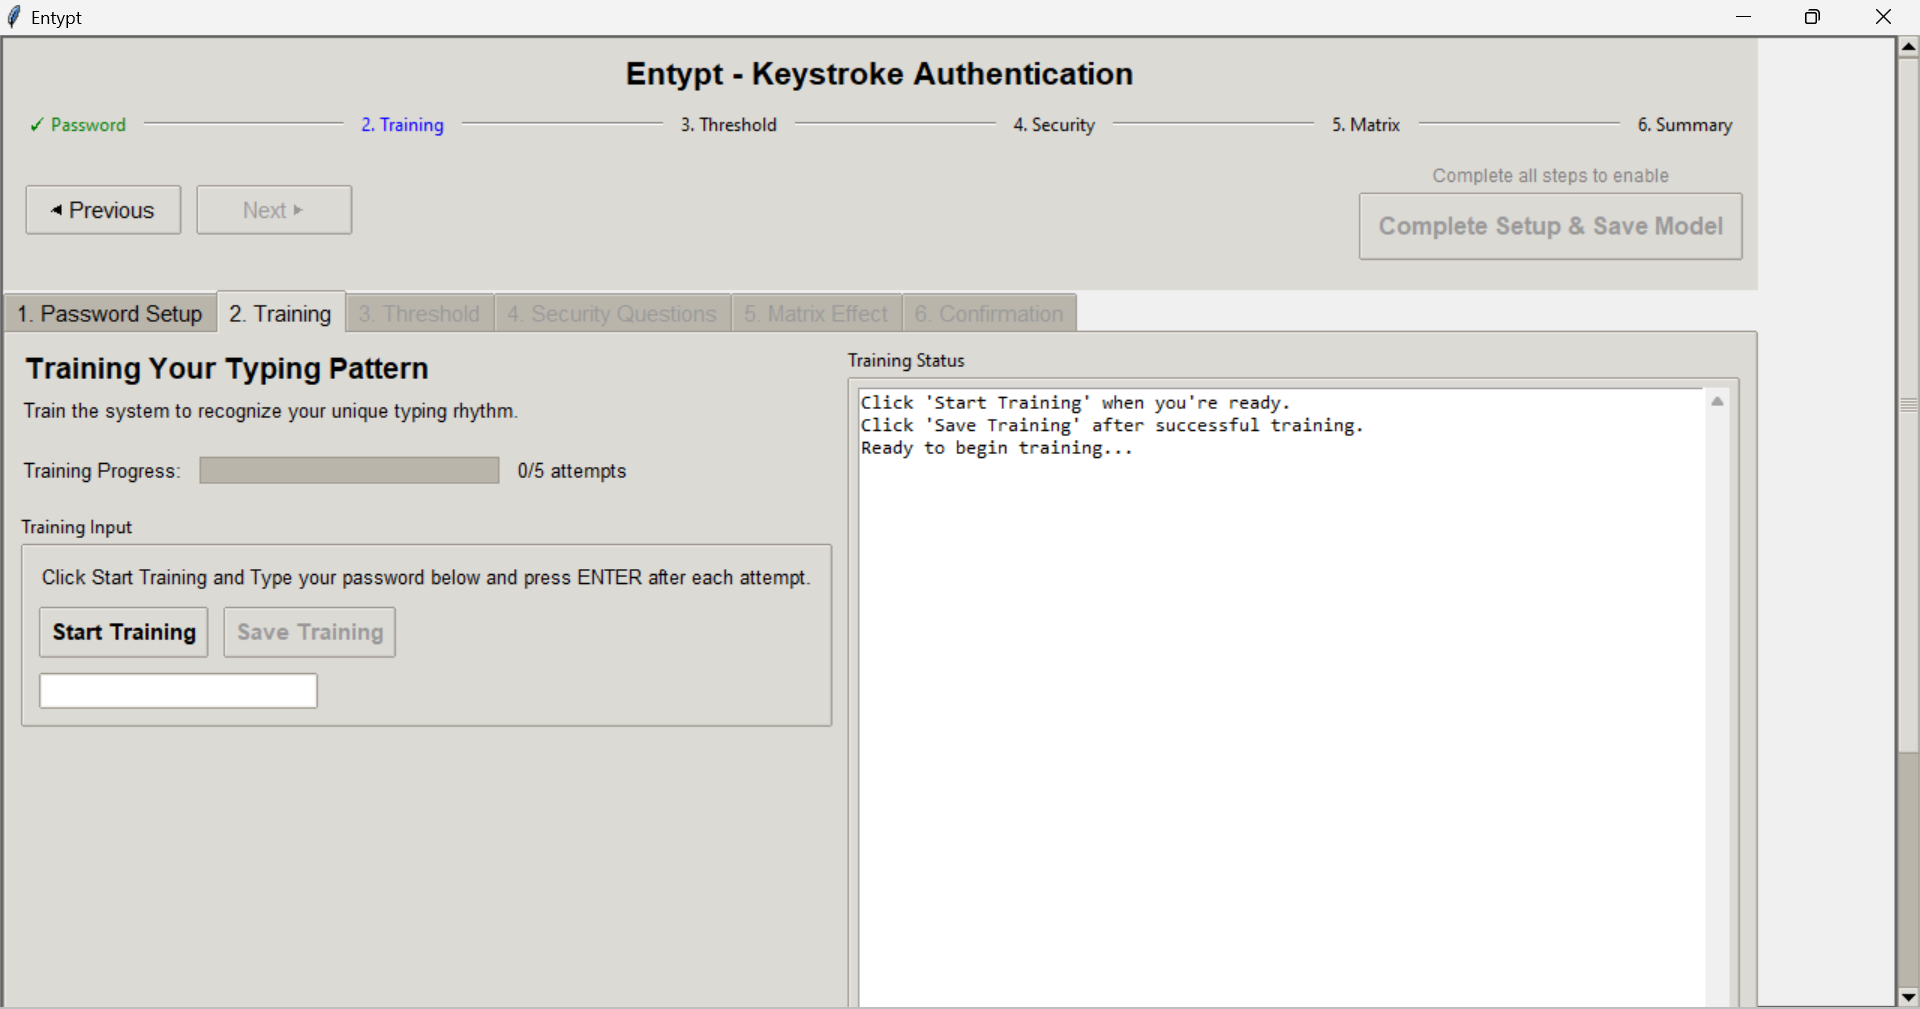 Entypt
Entypt - Keystroke Authentication
✓ Password 2. Training 3. Threshold 4. Security 5. Matrix 6. Summary
Complete all steps to enable
◂ Previous Next ▸
Complete Setup & Save Model
1. Password Setup 2. Training 3. Threshold 4. Security Questions 5. Matrix Effect 6. Confirmation
Training Your Typing Pattern
Train the system to recognize your unique typing rhythm.
Training Progress: 0/5 attempts
Training Input
Click Start Training and Type your password below and press ENTER after each attempt.
Start Training Save Training
Training Status
Click 'Start Training' when you're ready.
Click 'Save Training' after successful training.
Ready to begin training...